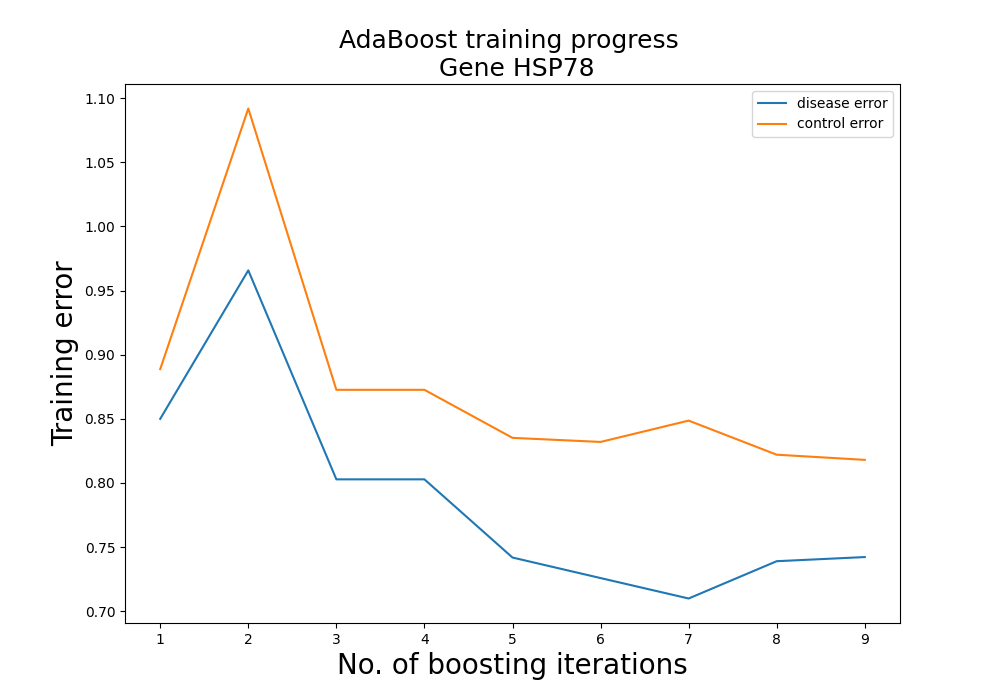 AdaBoost training progress
Gene HSP78
disease error
control error
Training error
1.10
1.05
1.00
0.95
0.90
0.85
0.80
0.75
0.70
1 2 3 4 5 6 7 8 9
No. of boosting iterations